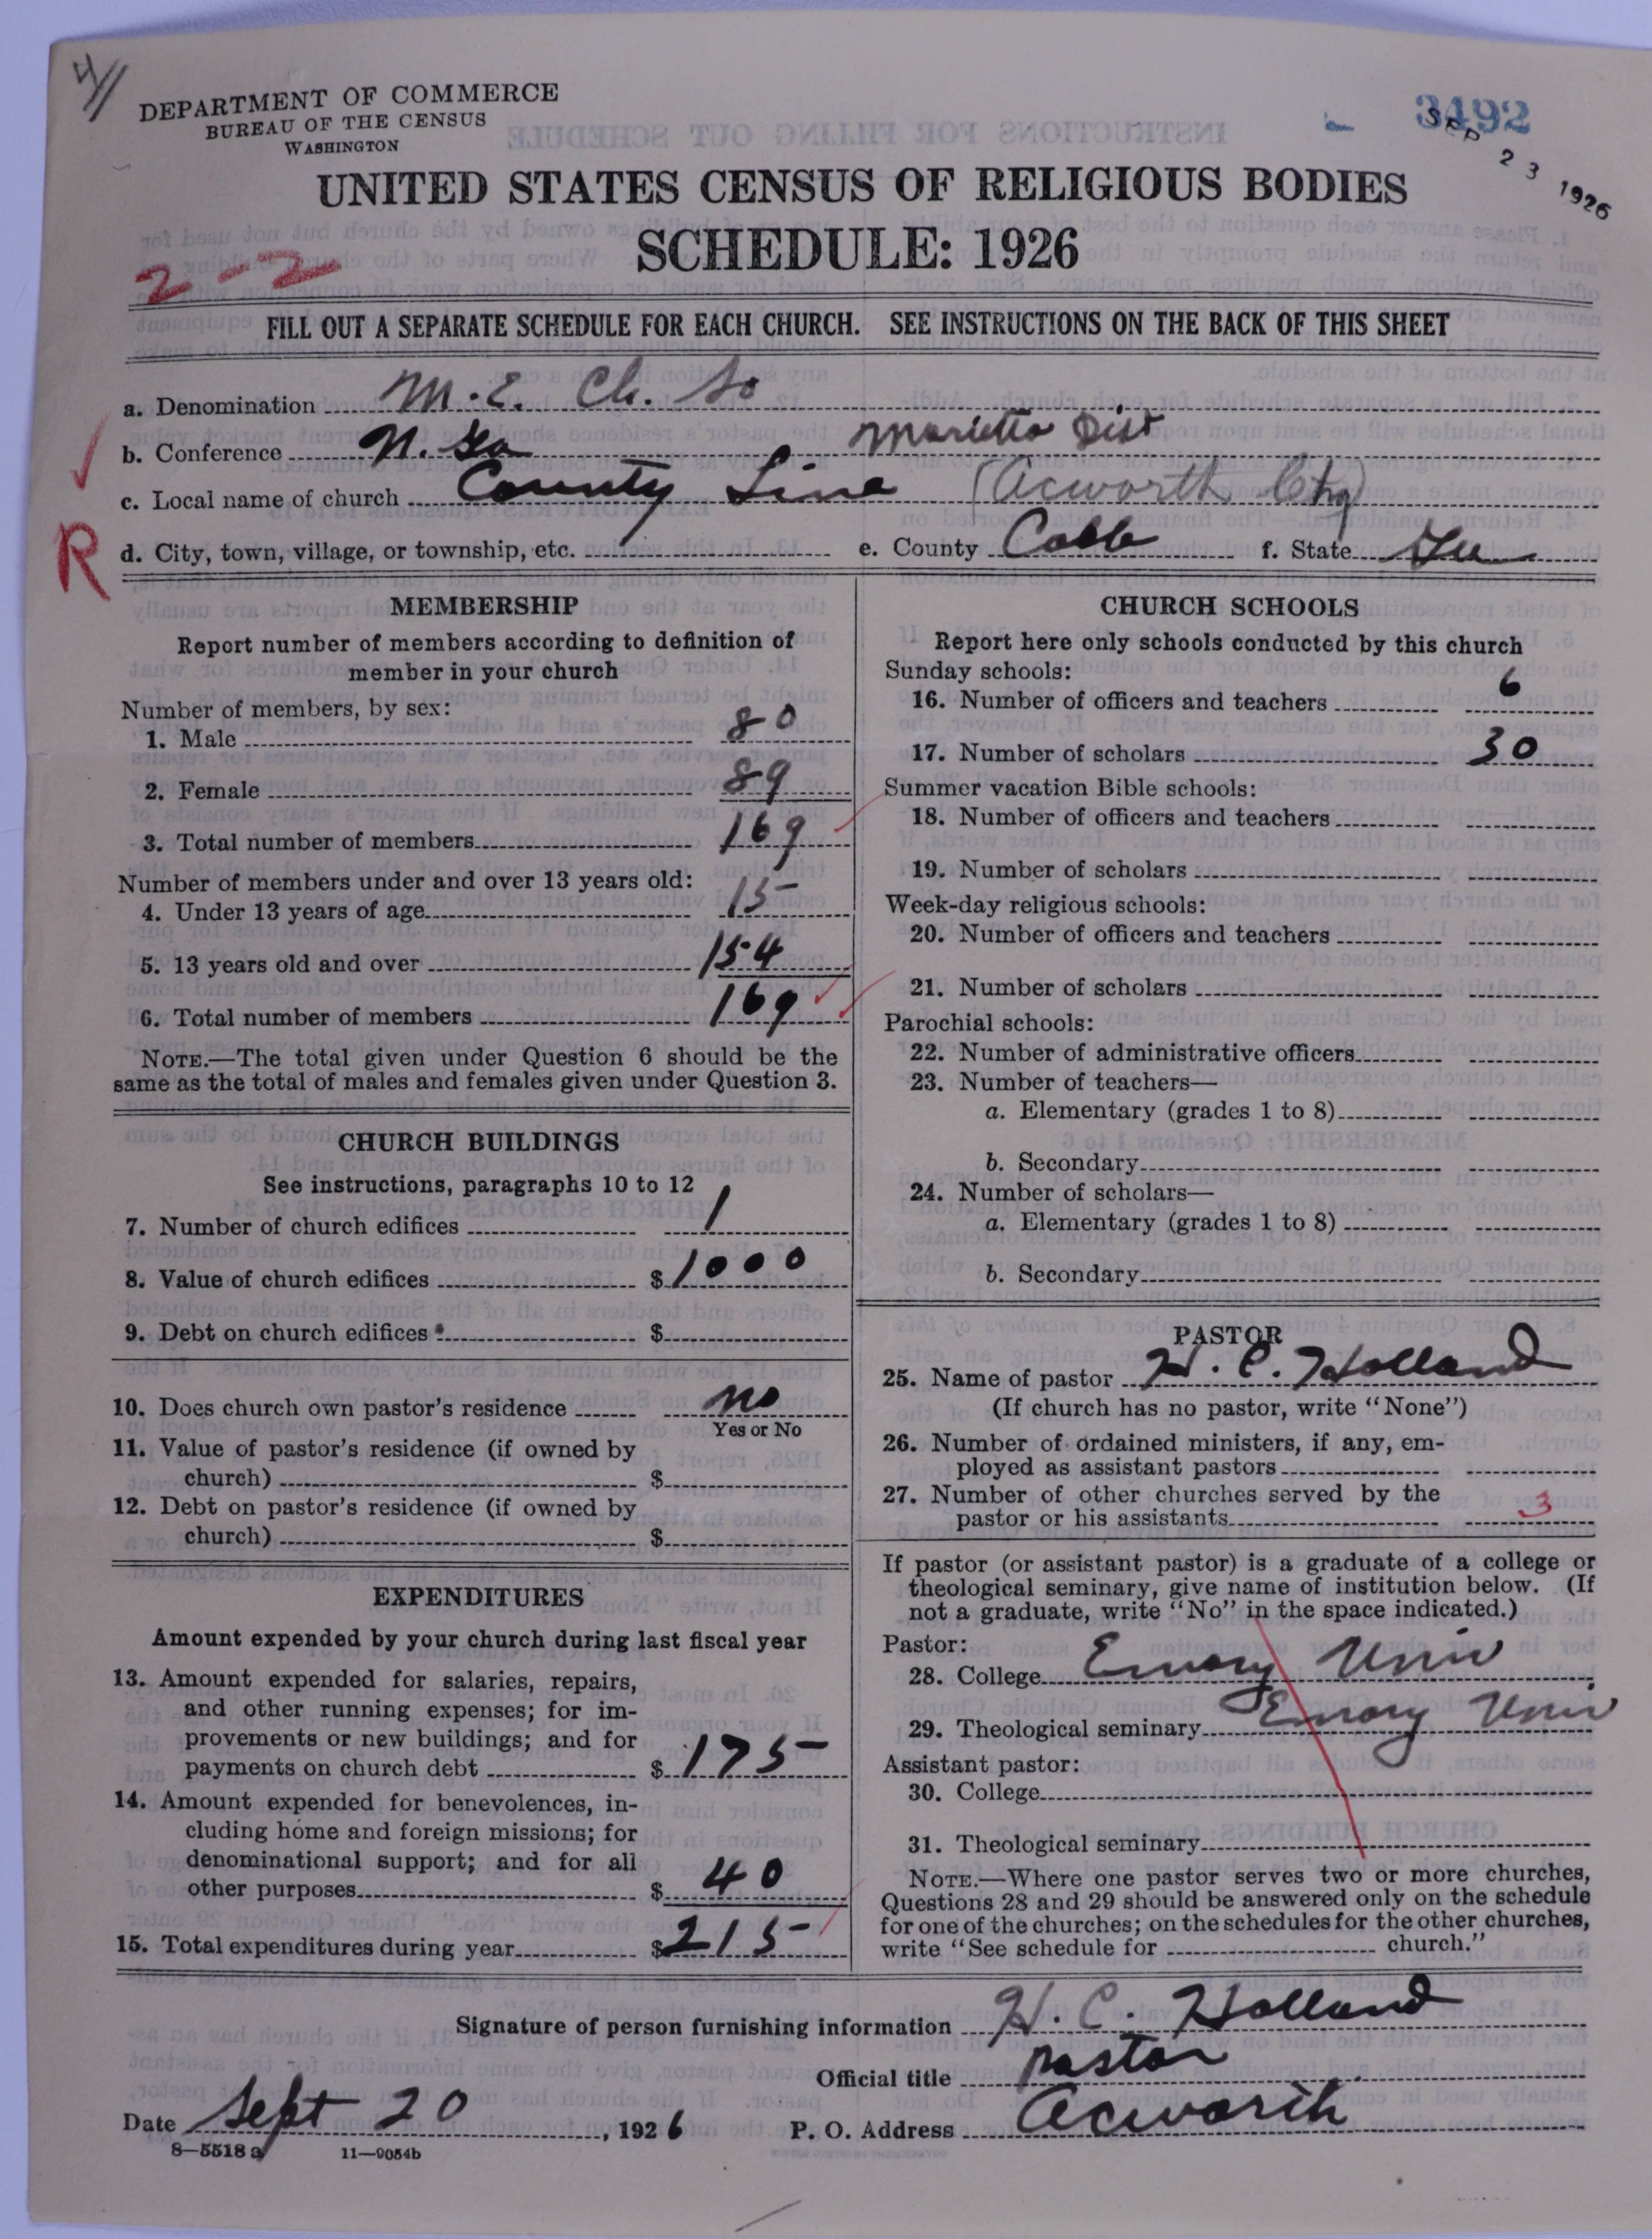 4/
DEPARTMENT OF COMMERCE
BUREAU OF THE CENSUS
WASHINGTON
3492
SEP 23 1926
UNITED STATES CENSUS OF RELIGIOUS BODIES
SCHEDULE: 1926
2-2
FILL OUT A SEPARATE SCHEDULE FOR EACH CHURCH. SEE INSTRUCTIONS ON THE BACK OF THIS SHEET
a. Denomination M. E. Ch. So
b. Conference N. Ga Marietta Dist
c. Local name of church County Line (Acworth Chg)
R
d. City, town, village, or township, etc. e. County Cobb f. State Ga
MEMBERSHIP
Report number of members according to definition of
member in your church
Number of members, by sex:
1. Male 80
2. Female 89
3. Total number of members 169
Number of members under and over 13 years old:
4. Under 13 years of age 15
5. 13 years old and over 154
6. Total number of members 169
NOTE.—The total given under Question 6 should be the
same as the total of males and females given under Question 3.
CHURCH BUILDINGS
See instructions, paragraphs 10 to 12
7. Number of church edifices 1
8. Value of church edifices $1000
9. Debt on church edifices $
10. Does church own pastor's residence no
Yes or No
11. Value of pastor's residence (if owned by
church) $
12. Debt on pastor's residence (if owned by
church) $
EXPENDITURES
Amount expended by your church during last fiscal year
13. Amount expended for salaries, repairs,
and other running expenses; for im-
provements or new buildings; and for
payments on church debt $175
14. Amount expended for benevolences, in-
cluding home and foreign missions; for
denominational support; and for all
other purposes $40
15. Total expenditures during year $215
CHURCH SCHOOLS
Report here only schools conducted by this church
Sunday schools:
16. Number of officers and teachers 6
17. Number of scholars 30
Summer vacation Bible schools:
18. Number of officers and teachers
19. Number of scholars
Week-day religious schools:
20. Number of officers and teachers
21. Number of scholars
Parochial schools:
22. Number of administrative officers
23. Number of teachers—
a. Elementary (grades 1 to 8)
b. Secondary
24. Number of scholars—
a. Elementary (grades 1 to 8)
b. Secondary
PASTOR
25. Name of pastor H. C. Holland
(If church has no pastor, write "None")
26. Number of ordained ministers, if any, em-
ployed as assistant pastors
27. Number of other churches served by the
pastor or his assistants 3
If pastor (or assistant pastor) is a graduate of a college or
theological seminary, give name of institution below. (If
not a graduate, write "No" in the space indicated.)
Pastor:
28. College Emory Univ
29. Theological seminary Emory Univ
Assistant pastor:
30. College
31. Theological seminary
NOTE.—Where one pastor serves two or more churches,
Questions 28 and 29 should be answered only on the schedule
for one of the churches; on the schedules for the other churches,
write "See schedule for church."
Signature of person furnishing information H. C. Holland
Official title pastor
Date Sept 20, 1926 P. O. Address Acworth
8—5518a 11—9054b